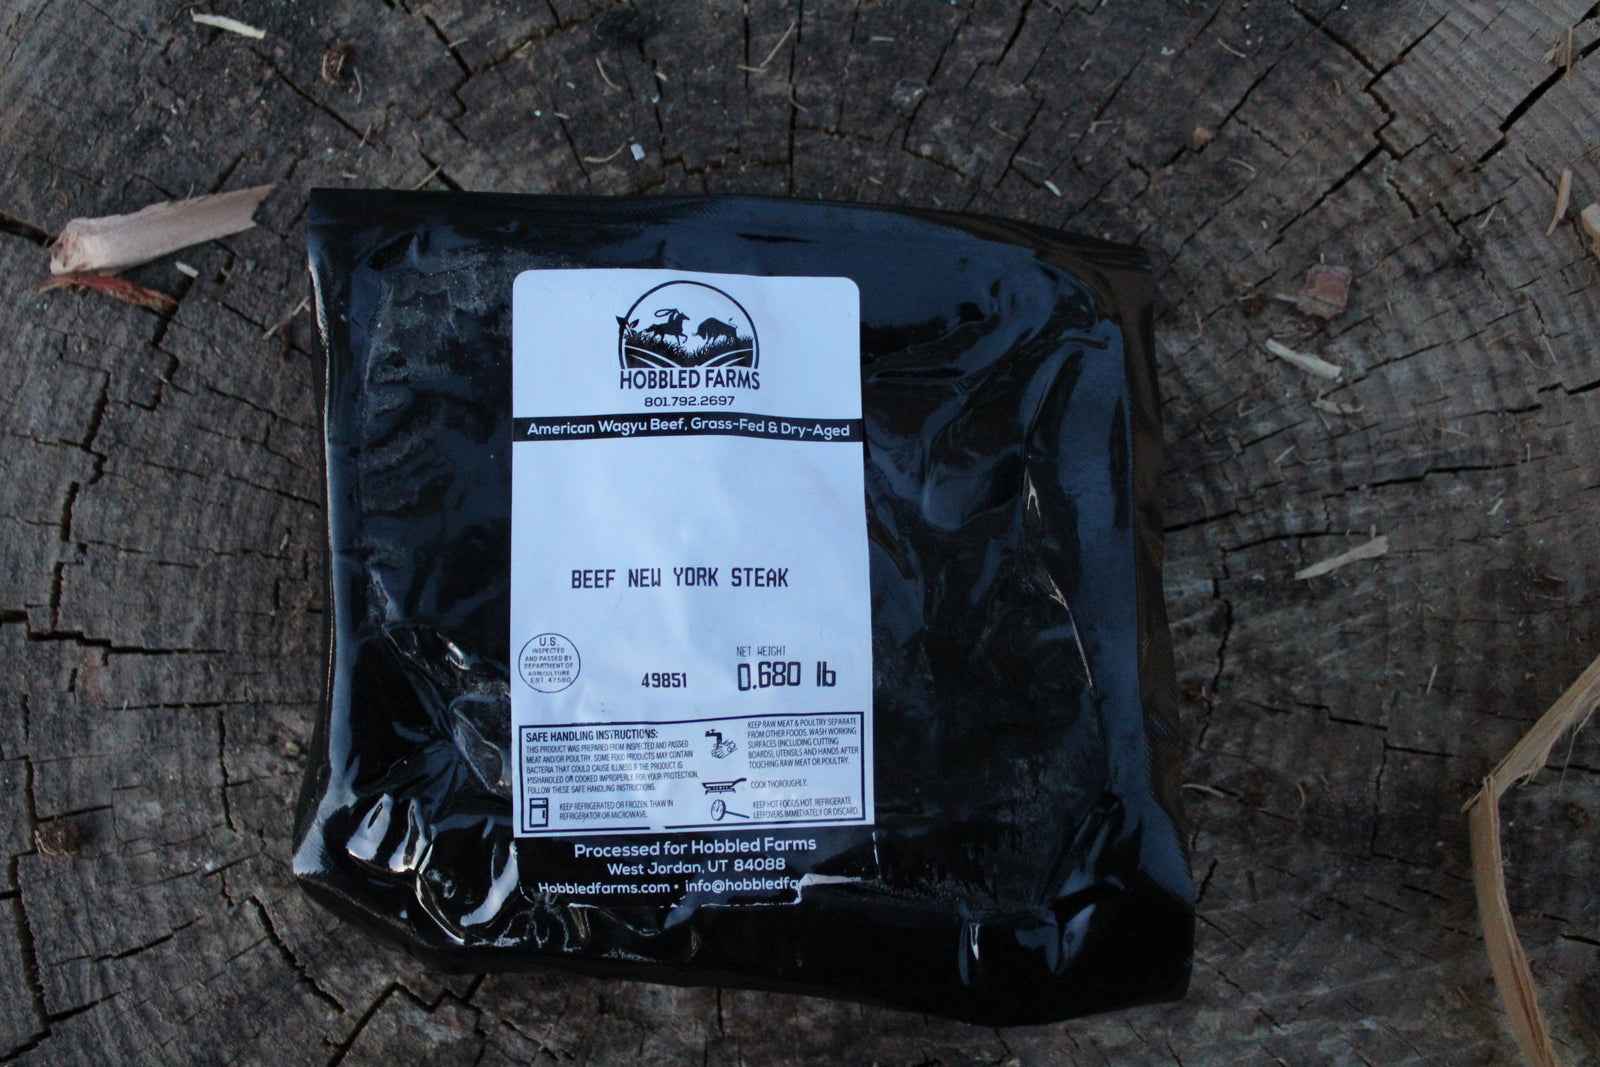 HOBBLED FARMS
801.792.2697
American Wagyu Beef, Grass-Fed & Dry-Aged
BEEF NEW YORK STEAK
U.S.
INSPECTED
AND PASSED BY
DEPARTMENT OF
AGRICULTURE
EST. 47580
49851
NET WEIGHT
0.680 lb
SAFE HANDLING INSTRUCTIONS:
THIS PRODUCT WAS PREPARED FROM INSPECTED AND PASSED
MEAT AND/OR POULTRY. SOME FOOD PRODUCTS MAY CONTAIN
BACTERIA THAT COULD CAUSE ILLNESS IF THE PRODUCT IS
MISHANDLED OR COOKED IMPROPERLY. FOR YOUR PROTECTION,
FOLLOW THESE SAFE HANDLING INSTRUCTIONS.
KEEP REFRIGERATED OR FROZEN. THAW IN
REFRIGERATOR OR MICROWAVE.
KEEP RAW MEAT & POULTRY SEPARATE
FROM OTHER FOODS. WASH WORKING
SURFACES (INCLUDING CUTTING
BOARDS), UTENSILS AND HANDS AFTER
TOUCHING RAW MEAT OR POULTRY.
COOK THOROUGHLY.
KEEP HOT FOODS HOT. REFRIGERATE
LEFTOVERS IMMEDIATELY OR DISCARD.
Processed for Hobbled Farms
West Jordan, UT 84088
Hobbledfarms.com • info@hobbledfa